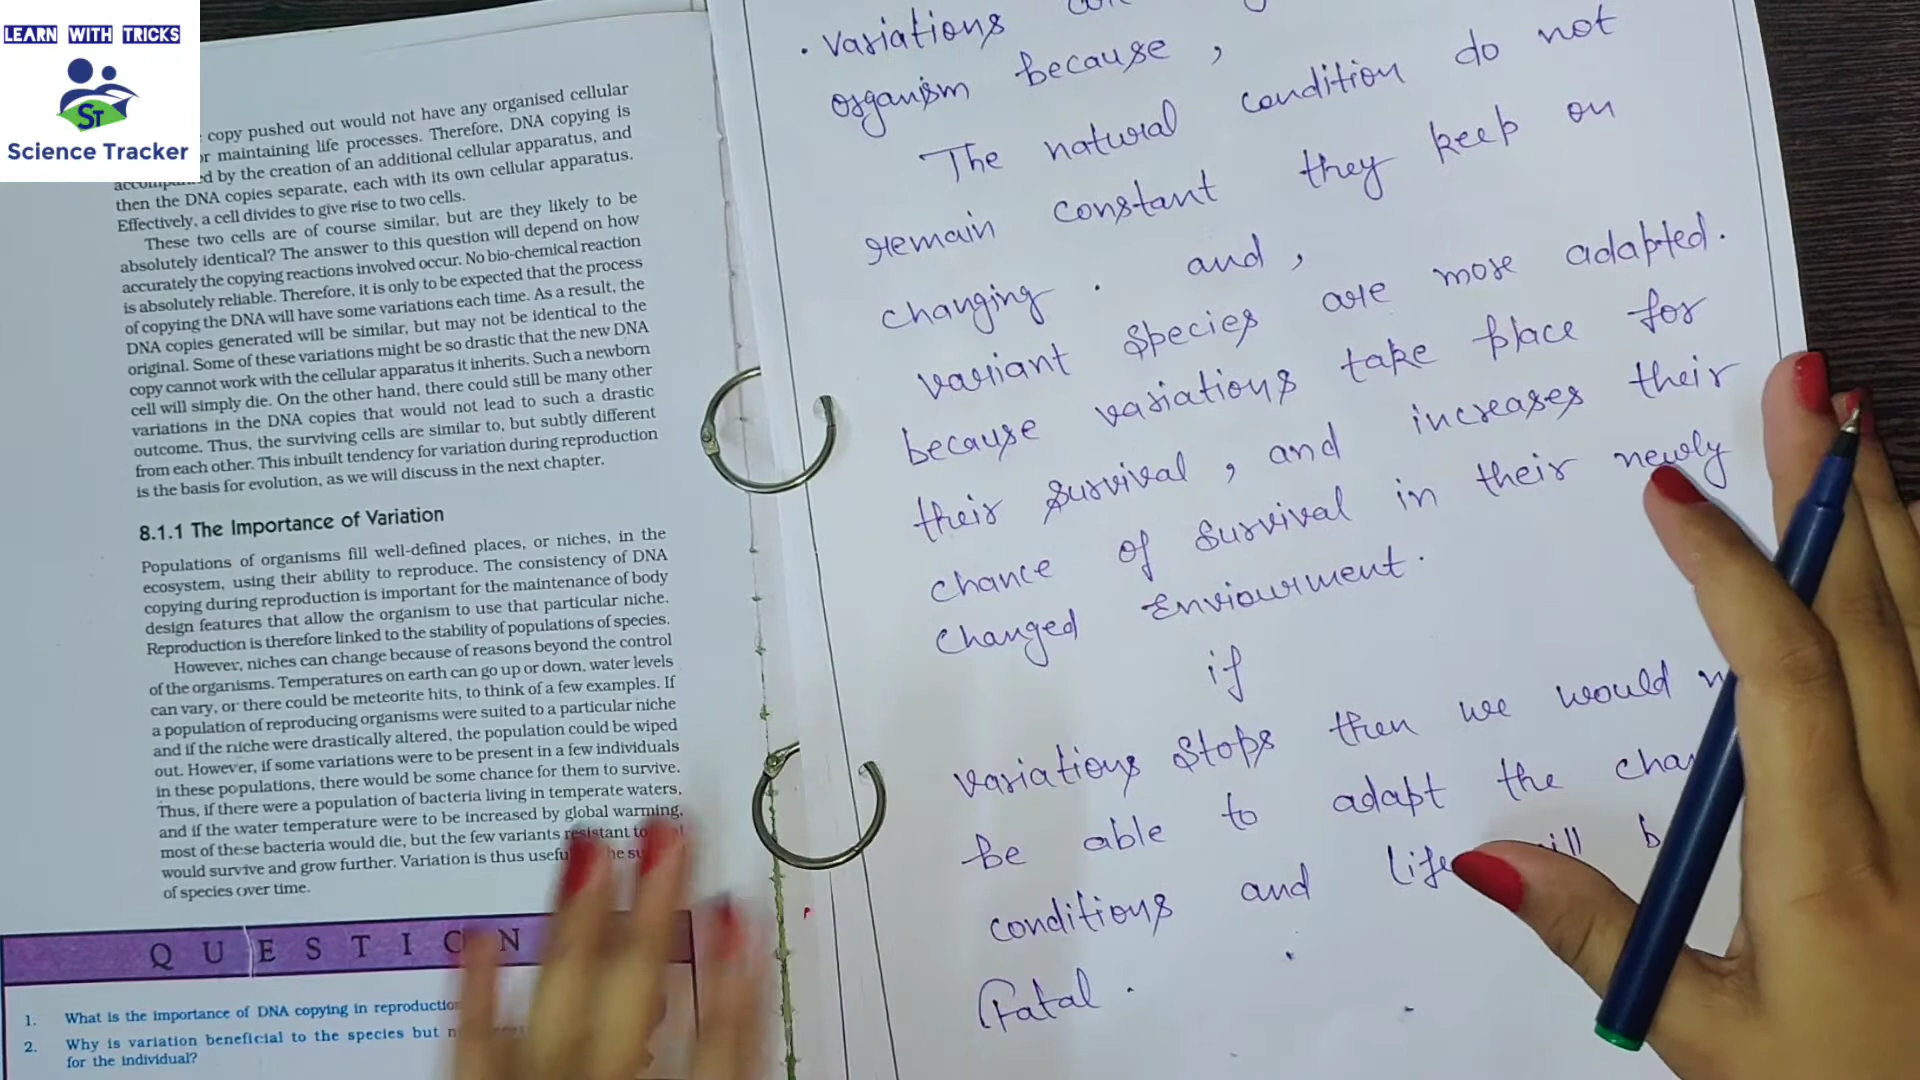 LEARN WITH TRICKS
ST
Science Tracker
copy pushed out would not have any organised cellular
maintaining life processes. Therefore, DNA copying is
by the creation of an additional cellular apparatus, and
then the DNA copies separate, each with its own cellular apparatus.
Effectively, a cell divides to give rise to two cells.
These two cells are of course similar, but are they likely to be
absolutely identical? The answer to this question will depend on how
accurately the copying reactions involved occur. No bio-chemical reaction
is absolutely reliable. Therefore, it is only to be expected that the process
of copying the DNA will have some variations each time. As a result, the
DNA copies generated will be similar, but may not be identical to the
original. Some of these variations might be so drastic that the new DNA
copy cannot work with the cellular apparatus it inherits. Such a newborn
cell will simply die. On the other hand, there could still be many other
variations in the DNA copies that would not lead to such a drastic
outcome. Thus, the surviving cells are similar to, but subtly different
from each other. This inbuilt tendency for variation during reproduction
is the basis for evolution, as we will discuss in the next chapter.
8.1.1 The Importance of Variation
Populations of organisms fill well-defined places, or niches, in the
ecosystem, using their ability to reproduce. The consistency of DNA
copying during reproduction is important for the maintenance of body
design features that allow the organism to use that particular niche.
Reproduction is therefore linked to the stability of populations of species.
However, niches can change because of reasons beyond the control
of the organisms. Temperatures on earth can go up or down, water levels
can vary, or there could be meteorite hits, to think of a few examples. If
a population of reproducing organisms were suited to a particular niche
and if the niche were drastically altered, the population could be wiped
out. However, if some variations were to be present in a few individuals
in these populations, there would be some chance for them to survive.
Thus, if there were a population of bacteria living in temperate waters,
and if the water temperature were to be increased by global warming,
most of these bacteria would die, but the few variants resistant to
would survive and grow further. Variation is thus
of species over time.
QUESTION
1. What is the importance of DNA copying in
2. Why is variation beneficial to the species but
for the individual?
. Variations
organism because ,
The natural condition do not
remain constant they keep on
changing . and ,
variant species are more adapted.
because variations take place for
their survival , and increases their
chance of survival in their newly
changed Enviourment.
if
variations stops then we would
be able to adapt the
conditions and life
Fatal .